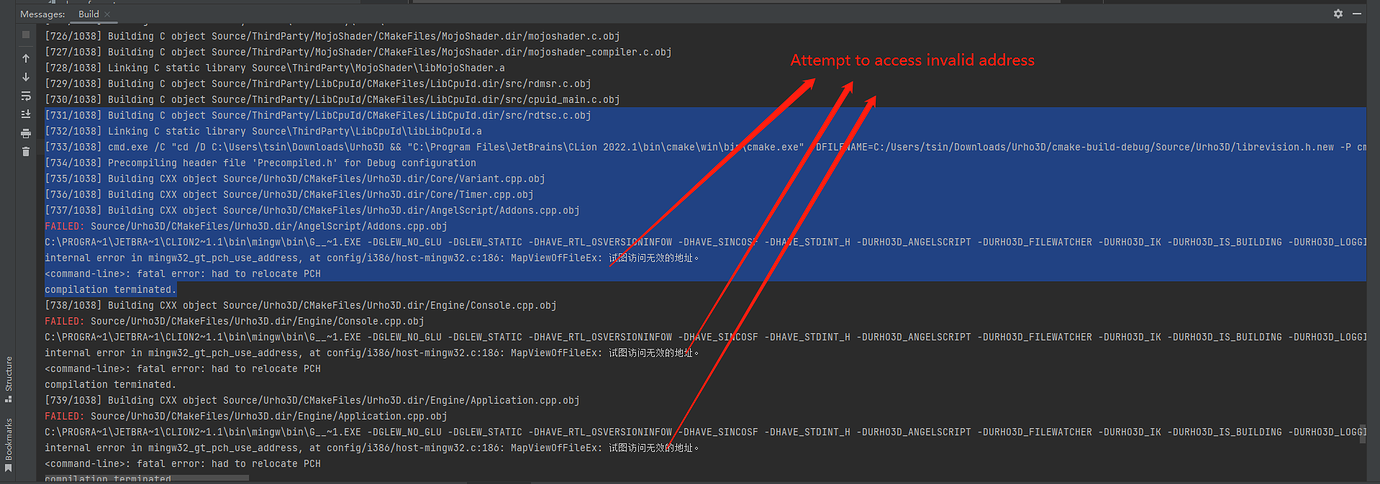 Messages: Build ×
[726/1038] Building C object Source/ThirdParty/MojoShader/CMakeFiles/MojoShader.dir/mojoshader.c.obj
[727/1038] Building C object Source/ThirdParty/MojoShader/CMakeFiles/MojoShader.dir/mojoshader_compiler.c.obj
[728/1038] Linking C static library Source\ThirdParty\MojoShader\libMojoShader.a
Attempt to access invalid address
[729/1038] Building C object Source/ThirdParty/LibCpuId/CMakeFiles/LibCpuId.dir/src/rdmsr.c.obj
[730/1038] Building C object Source/ThirdParty/LibCpuId/CMakeFiles/LibCpuId.dir/src/cpuid_main.c.obj
[731/1038] Building C object Source/ThirdParty/LibCpuId/CMakeFiles/LibCpuId.dir/src/rdtsc.c.obj
[732/1038] Linking C static library Source\ThirdParty\LibCpuId\libLibCpuId.a
[733/1038] cmd.exe /C "cd /D C:\Users\tsin\Downloads\Urho3D && "C:\Program Files\JetBrains\CLion 2022.1\bin\cmake\win\bin\cmake.exe" -DFILENAME=C:/Users/tsin/Downloads/Urho3D/cmake-build-debug/Source/Urho3D/librevision.h.new -P cm
[734/1038] Precompiling header file 'Precompiled.h' for Debug configuration
[735/1038] Building CXX object Source/Urho3D/CMakeFiles/Urho3D.dir/Core/Variant.cpp.obj
[736/1038] Building CXX object Source/Urho3D/CMakeFiles/Urho3D.dir/Core/Timer.cpp.obj
[737/1038] Building CXX object Source/Urho3D/CMakeFiles/Urho3D.dir/AngelScript/Addons.cpp.obj
FAILED: Source/Urho3D/CMakeFiles/Urho3D.dir/AngelScript/Addons.cpp.obj
C:\PROGRA~1\JETBRA~1\CLION2~1.1\bin\mingw\bin\G__~1.EXE -DGLEW_NO_GLU -DGLEW_STATIC -DHAVE_RTL_OSVERSIONINFOW -DHAVE_SINCOSF -DHAVE_STDINT_H -DURHO3D_ANGELSCRIPT -DURHO3D_FILEWATCHER -DURHO3D_IK -DURHO3D_IS_BUILDING -DURHO3D_LOGGI
internal error in mingw32_gt_pch_use_address, at config/i386/host-mingw32.c:186: MapViewOfFileEx: 试图访问无效的地址。
<command-line>: fatal error: had to relocate PCH
compilation terminated.
[738/1038] Building CXX object Source/Urho3D/CMakeFiles/Urho3D.dir/Engine/Console.cpp.obj
FAILED: Source/Urho3D/CMakeFiles/Urho3D.dir/Engine/Console.cpp.obj
C:\PROGRA~1\JETBRA~1\CLION2~1.1\bin\mingw\bin\G__~1.EXE -DGLEW_NO_GLU -DGLEW_STATIC -DHAVE_RTL_OSVERSIONINFOW -DHAVE_SINCOSF -DHAVE_STDINT_H -DURHO3D_ANGELSCRIPT -DURHO3D_FILEWATCHER -DURHO3D_IK -DURHO3D_IS_BUILDING -DURHO3D_LOGGI
internal error in mingw32_gt_pch_use_address, at config/i386/host-mingw32.c:186: MapViewOfFileEx: 试图访问无效的地址。
<command-line>: fatal error: had to relocate PCH
compilation terminated.
[739/1038] Building CXX object Source/Urho3D/CMakeFiles/Urho3D.dir/Engine/Application.cpp.obj
FAILED: Source/Urho3D/CMakeFiles/Urho3D.dir/Engine/Application.cpp.obj
C:\PROGRA~1\JETBRA~1\CLION2~1.1\bin\mingw\bin\G__~1.EXE -DGLEW_NO_GLU -DGLEW_STATIC -DHAVE_RTL_OSVERSIONINFOW -DHAVE_SINCOSF -DHAVE_STDINT_H -DURHO3D_ANGELSCRIPT -DURHO3D_FILEWATCHER -DURHO3D_IK -DURHO3D_IS_BUILDING -DURHO3D_LOGGI
internal error in mingw32_gt_pch_use_address, at config/i386/host-mingw32.c:186: MapViewOfFileEx: 试图访问无效的地址。
<command-line>: fatal error: had to relocate PCH
compilation terminated
Structure
Bookmarks